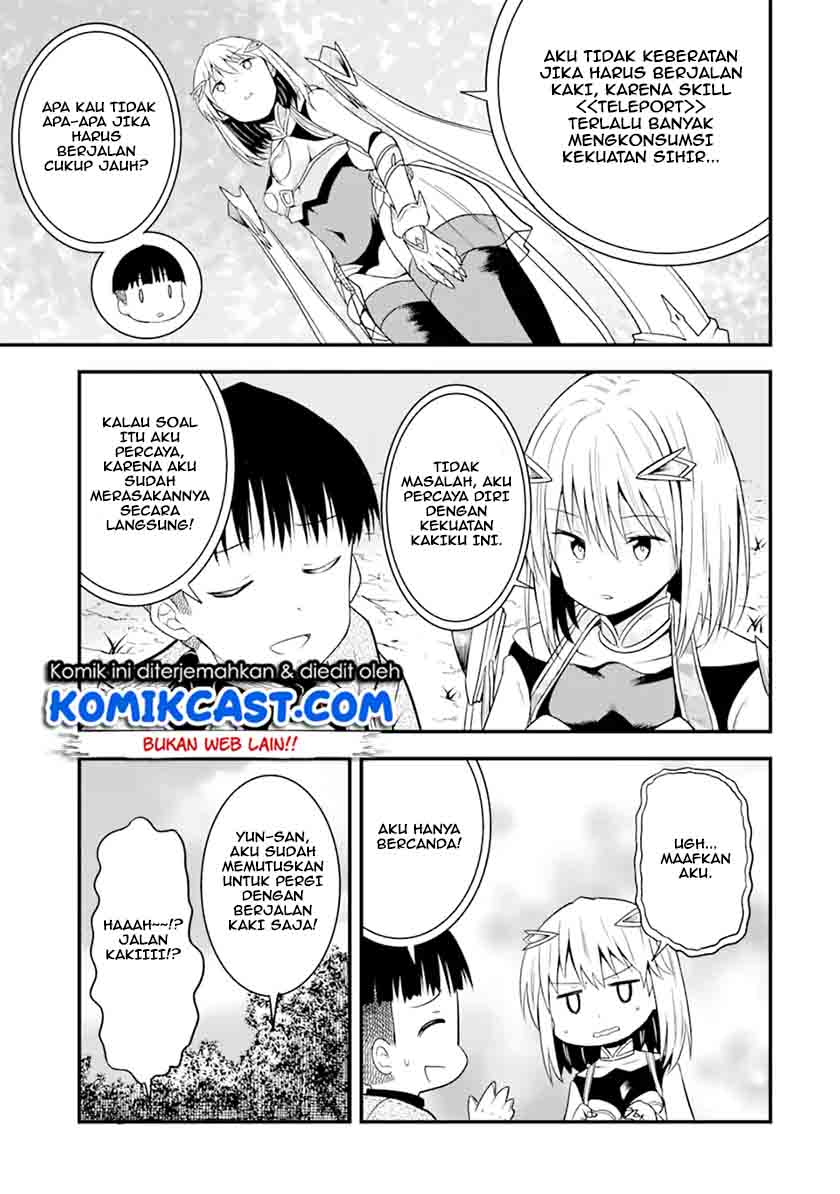 AKU TIDAK KEBERATAN
JIKA HARUS BERJALAN
KAKI, KARENA SKILL
<<TELEPORT>>
TERLALU BANYAK
MENGKONSUMSI
KEKUATAN SIHIR...
APA KAU TIDAK
APA-APA JIKA
HARUS
BERJALAN
CUKUP JAUH?
TIDAK
MASALAH, AKU
PERCAYA DIRI
DENGAN
KEKUATAN
KAKIKU INI.
KALAU SOAL
ITU AKU
PERCAYA,
KARENA AKU
SUDAH
MERASAKANNYA
SECARA
LANGSUNG!
Komik ini diterjemahkan & diedit oleh
KOMIKCAST.COM
BUKAN WEB LAIN!!
UGH...
MAAFKAN
AKU.
AKU HANYA
BERCANDA!
YUN-SAN,
AKU SUDAH
MEMUTUSKAN
UNTUK PERGI
DENGAN
BERJALAN
KAKI SAJA!
HAAAH~~!?
JALAN
KAKIIII!?